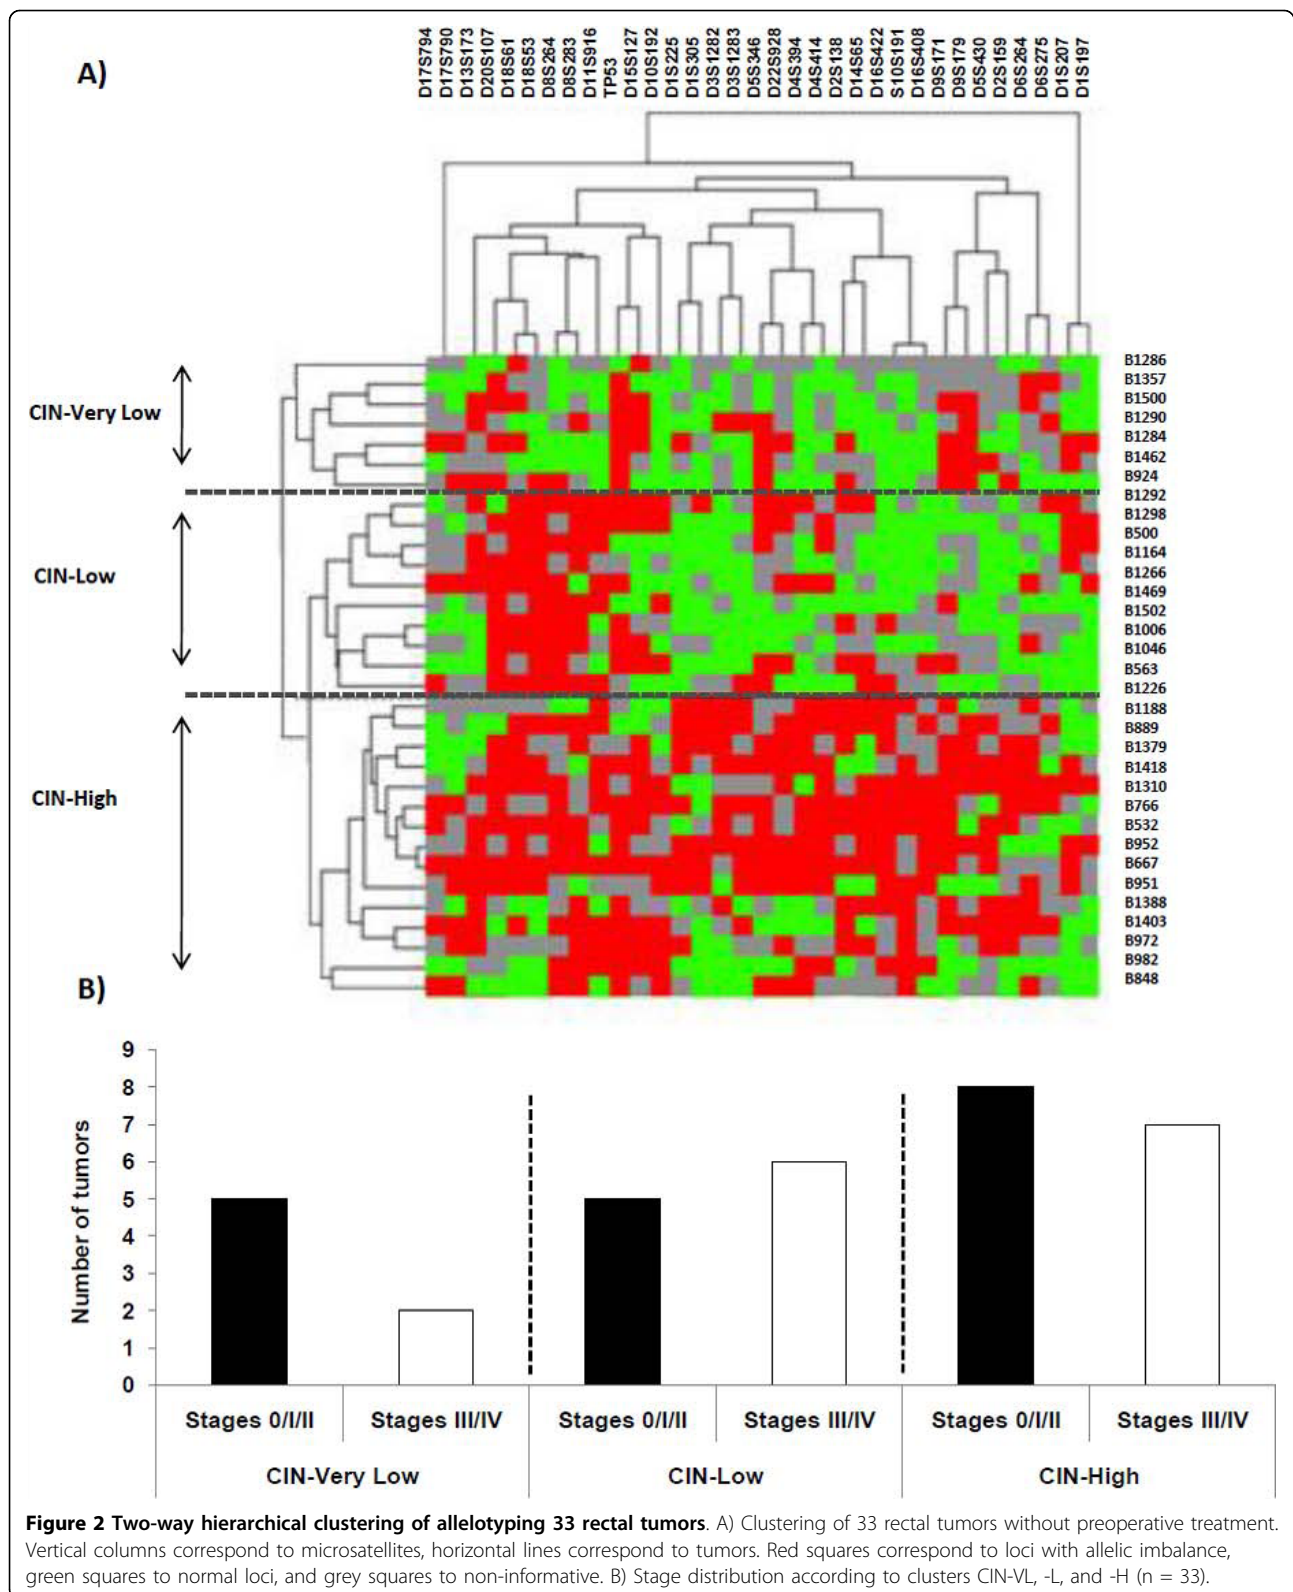 A)
D17S794
D17S790
D13S173
D20S107
D18S61
D18S53
D8S264
D8S283
D11S916
TP53
D15S127
D10S192
D1S225
D1S305
D3S1282
D3S1283
D5S346
D22S928
D4S394
D4S414
D2S138
D14S65
D16S422
S10S191
D16S408
D9S171
D9S179
D5S430
D2S159
D6S264
D6S275
D1S207
D1S197
CIN-Very Low
CIN-Low
CIN-High
B1286
B1357
B1500
B1290
B1284
B1462
B924
B1292
B1298
B500
B1164
B1266
B1469
B1502
B1006
B1046
B563
B1226
B1188
B889
B1379
B1418
B1310
B766
B532
B952
B667
B951
B1388
B1403
B972
B982
B848
B)
Number of tumors
9
8
7
6
5
4
3
2
1
0
Stages 0/I/II Stages III/IV Stages 0/I/II Stages III/IV Stages 0/I/II Stages III/IV
CIN-Very Low CIN-Low CIN-High
Figure 2 Two-way hierarchical clustering of allelotyping 33 rectal tumors. A) Clustering of 33 rectal tumors without preoperative treatment.
Vertical columns correspond to microsatellites, horizontal lines correspond to tumors. Red squares correspond to loci with allelic imbalance,
green squares to normal loci, and grey squares to non-informative. B) Stage distribution according to clusters CIN-VL, -L, and -H (n = 33).